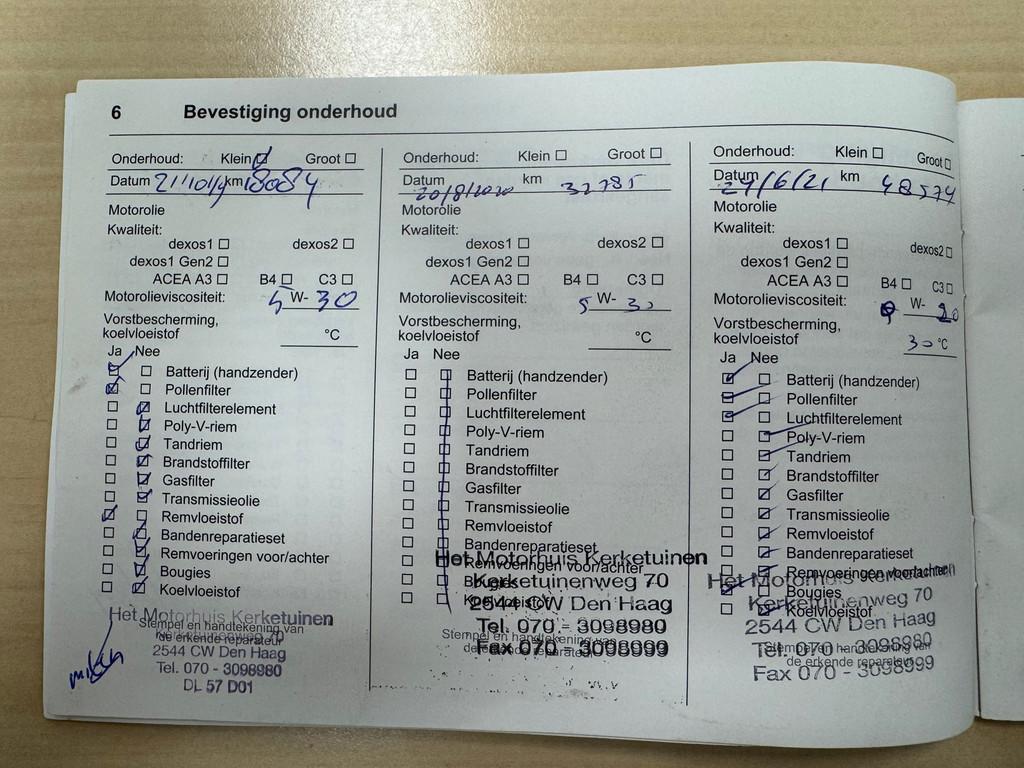 6 Bevestiging onderhoud
Onderhoud: Klein Groot
Datum km 18084
Motorolie
Kwaliteit:
dexos1 dexos2
dexos1 Gen2
ACEA A3 B4 C3
Motorolieviscositeit: 5 W- 30
Vorstbescherming,
koelvloeistof °C
Ja Nee
Batterij (handzender)
Pollenfilter
Luchtfilterelement
Poly-V-riem
Tandriem
Brandstoffilter
Gasfilter
Transmissieolie
Remvloeistof
Bandenreparatieset
Remvoeringen voor/achter
Bougies
Koelvloeistof
Het Motorhuis Kerketuinen
Stempel en handtekening van
Kerketuinenweg 70
de erkende reparateur
2544 CW Den Haag
Tel. 070 - 3098980
DL 57 D01
Onderhoud: Klein Groot
Datum 20/8/2020 km 32785
Motorolie
Kwaliteit:
dexos1 dexos2
dexos1 Gen2
ACEA A3 B4 C3
Motorolieviscositeit: 5 W- 30
Vorstbescherming,
koelvloeistof °C
Ja Nee
Batterij (handzender)
Pollenfilter
Luchtfilterelement
Poly-V-riem
Tandriem
Brandstoffilter
Gasfilter
Transmissieolie
Remvloeistof
Bandenreparatieset
Het Motorhuis Kerketuinen
Remvoeringen voor/achter
Bougies
Kerketuinenweg 70
Koelvloeistof
2544 CW Den Haag
Tel. 070 - 3098980
Stempel en handtekening van
de erkende reparateur
Fax 070 - 3098999
Onderhoud: Klein Groot
Datum 29/6/21 km 48574
Motorolie
Kwaliteit:
dexos1 dexos2
dexos1 Gen2
ACEA A3 B4 C3
Motorolieviscositeit: W- 20
Vorstbescherming,
koelvloeistof 30 °C
Ja Nee
Batterij (handzender)
Pollenfilter
Luchtfilterelement
Poly-V-riem
Tandriem
Brandstoffilter
Gasfilter
Transmissieolie
Remvloeistof
Bandenreparatieset
Remvoeringen voor/achter
Het Motorhuis Kerketuinen
Bougies
Kerketuinenweg 70
Koelvloeistof
2544 CW Den Haag
Stempel en handtekening van
Tel. 070 - 3098980
de erkende reparateur
Fax 070 - 3098999